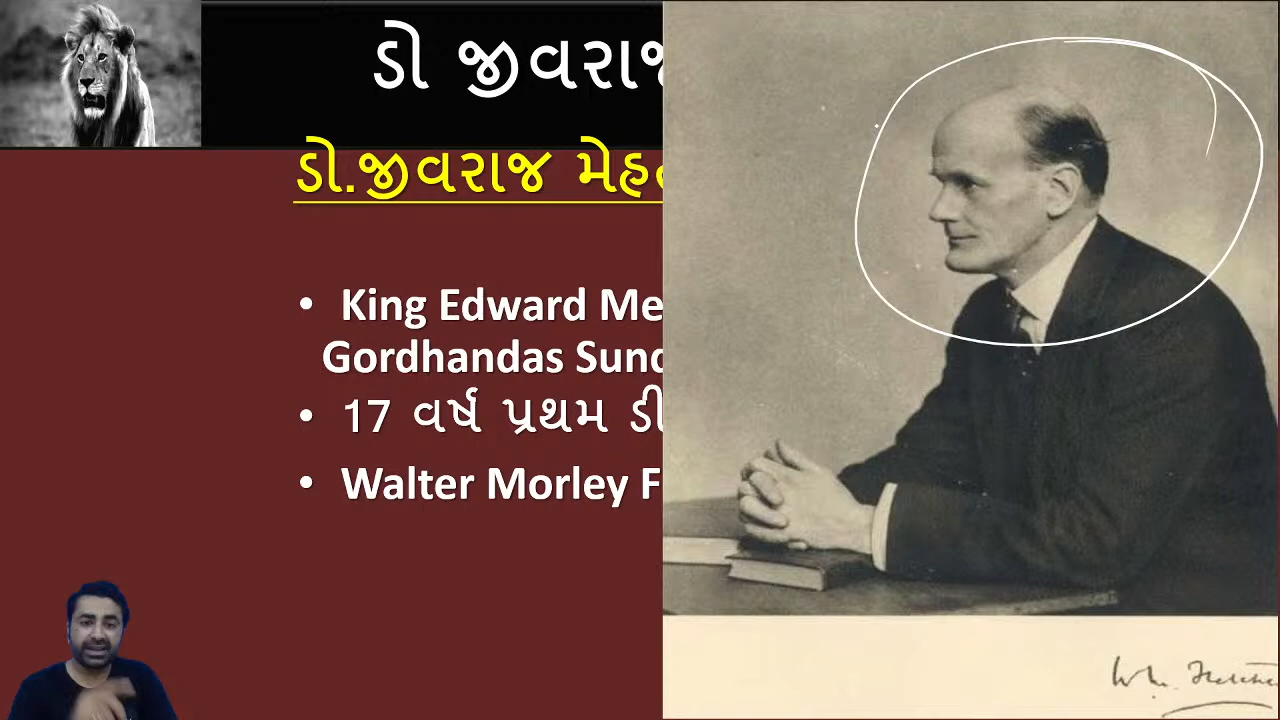 ડો જીવરાજ
ડો.જીવરાજ મેહ
• King Edward Me
Gordhandas Sund
• 17 વર્ષ પ્રથમ ડી
• Walter Morley F